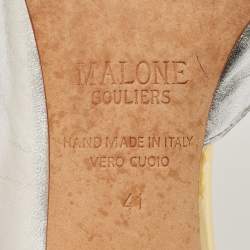 MALONE
SOULIERS
HAND MADE IN ITALY
VERO CUOIO
41